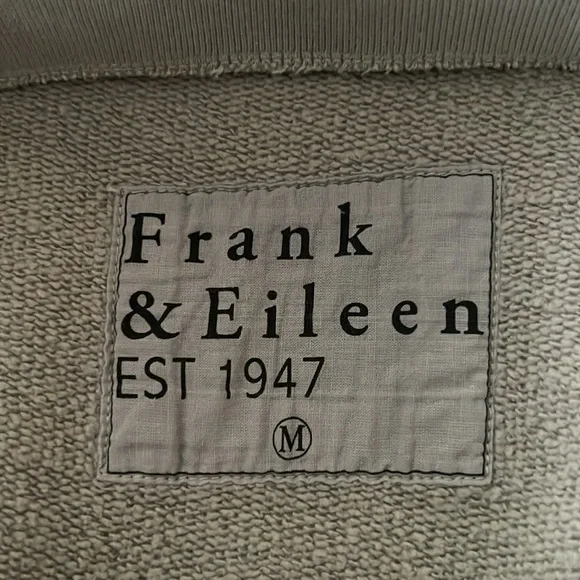 Frank
& Eileen
EST 1947
M